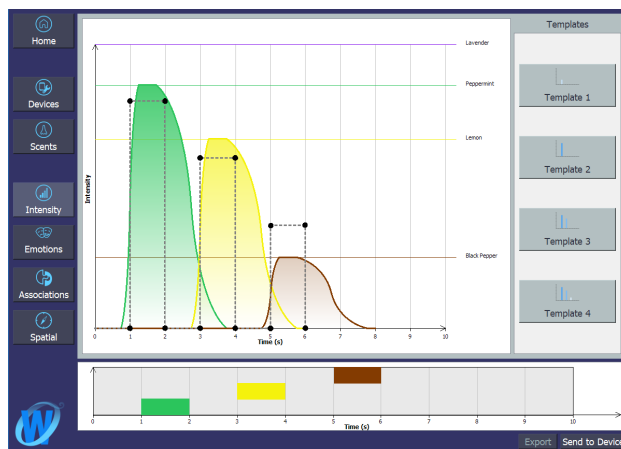 Home
Devices
Scents
Intensity
Emotions
Associations
Spatial
Intensity
Lavender
Peppermint
Lemon
Black Pepper
0 1 2 3 4 5 6 7 8 9 10
Time (s)
Templates
Template 1
Template 2
Template 3
Template 4
0 1 2 3 4 5 6 7 8 9 10
Time (s)
W
Export
Send to Device